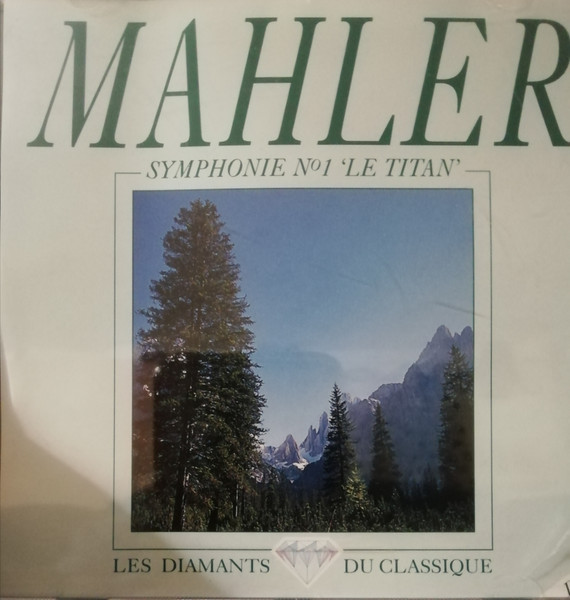 MAHLER
SYMPHONIE Nº1 ‘LE TITAN’
LES DIAMANTS DU CLASSIQUE